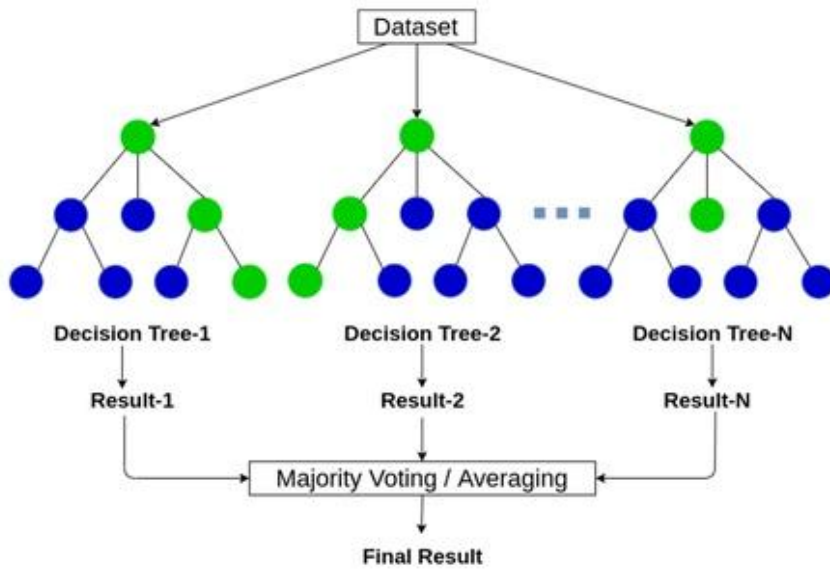 Dataset
Decision Tree-1
Decision Tree-2
Decision Tree-N
Result-1
Result-2
Result-N
Majority Voting / Averaging
Final Result